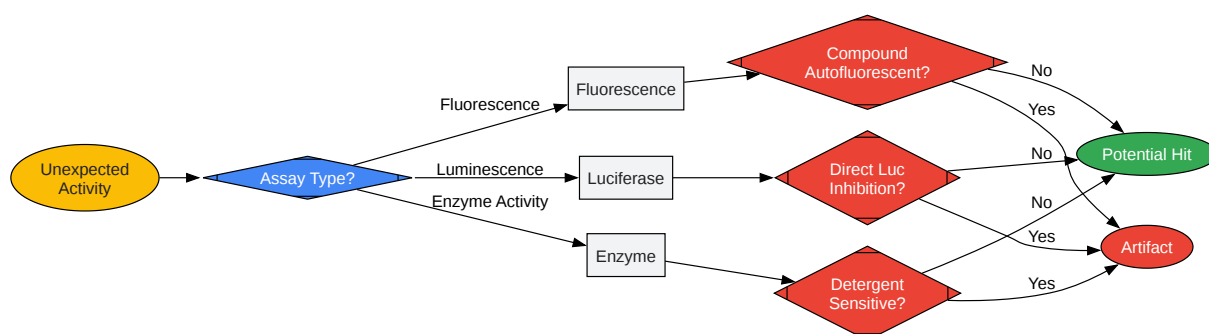 Unexpected
Activity
Assay Type?
Fluorescence
Luminescence
Enzyme Activity
Fluorescence
Luciferase
Enzyme
Compound
Autofluorescent?
Direct Luc
Inhibition?
Detergent
Sensitive?
No
Yes
No
No
Yes
Yes
Potential Hit
Artifact